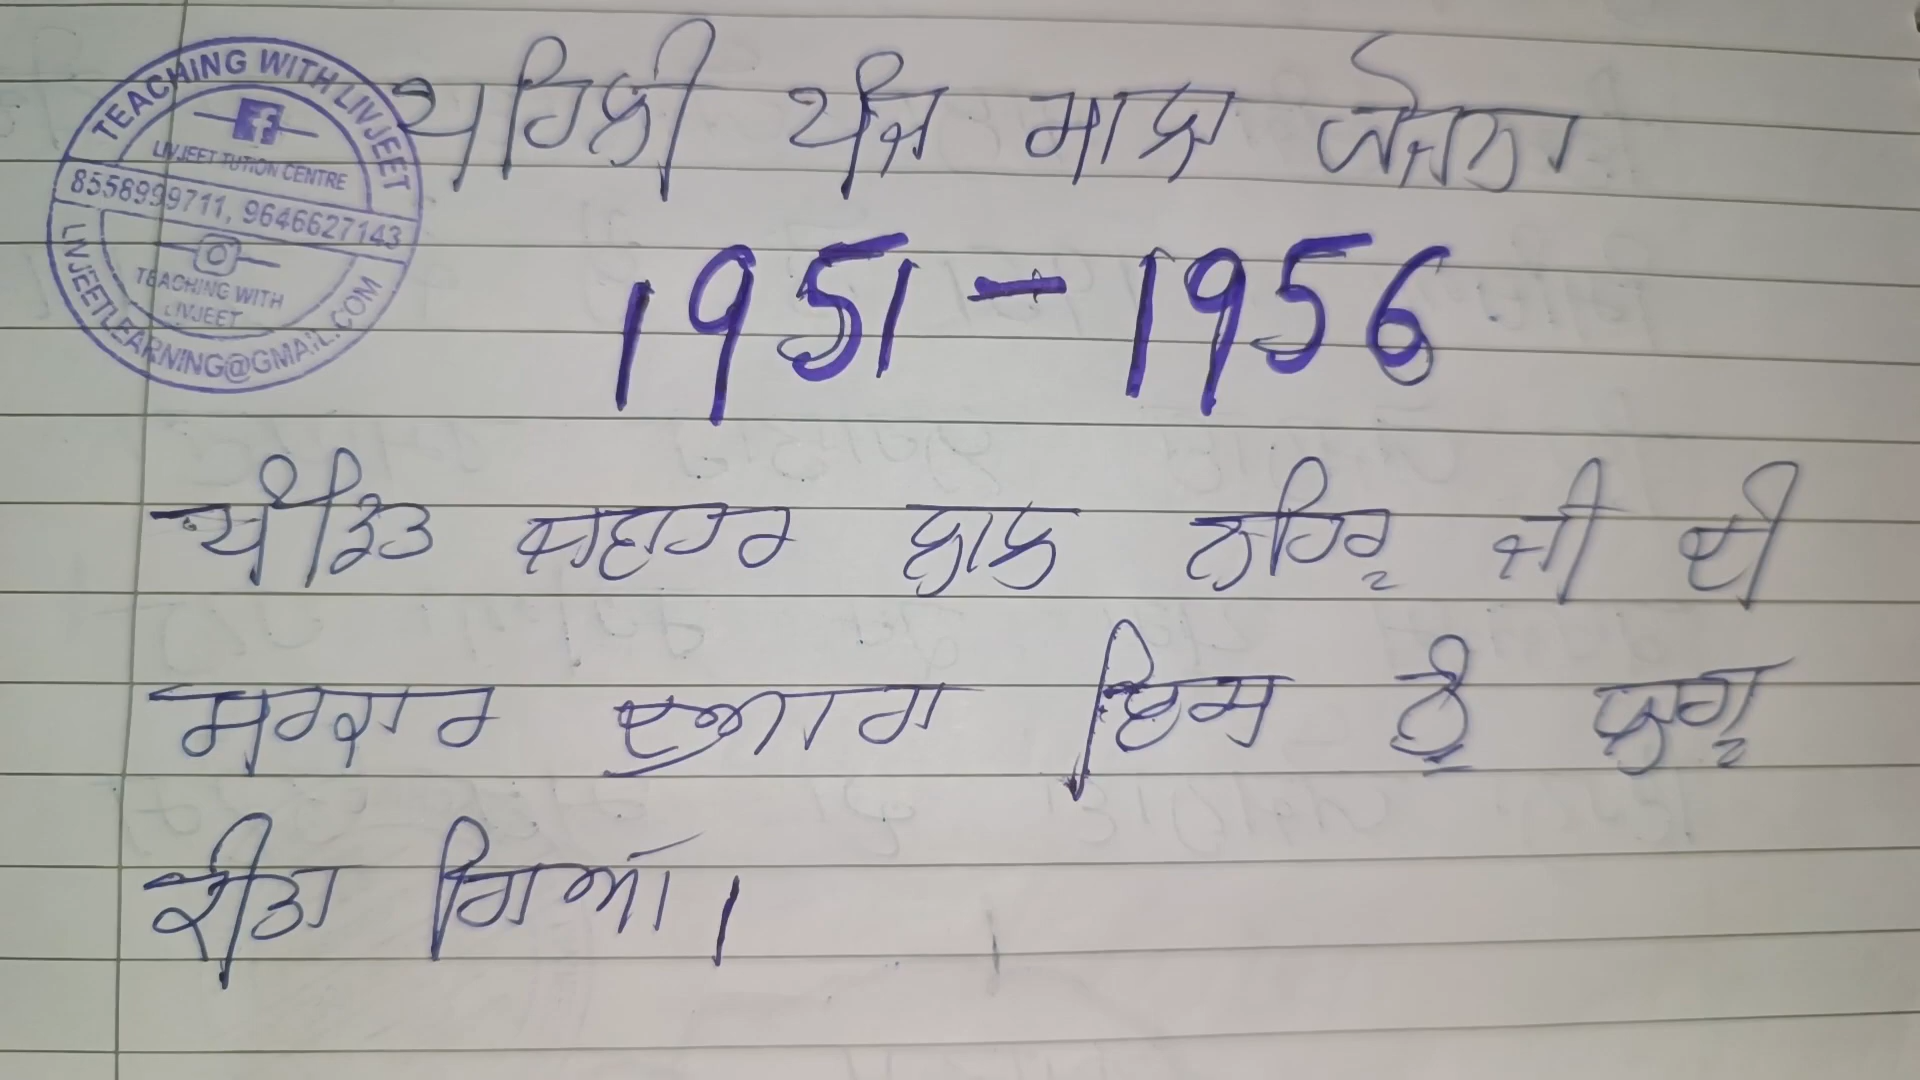 TEACHING WITH LIVJEET
LIVJEET TUTION CENTRE
8558999711, 9646627143
TEACHING WITH
LIVJEET
LIVJEETLEARNING@GMAIL.COM
ਪਹਿਲੀ ਪੰਜ ਸਾਲਾ ਯੋਜਨਾ
1951-1956
ਪੰਡਿਤ ਜਵਾਹਰ ਲਾਲ ਨਹਿਰੂ ਜੀ ਦੀ
ਸਰਕਾਰ ਦੁਆਰਾ ਇਸ ਨੂੰ ਲਾਗੂ
ਕੀਤਾ ਗਿਆ।